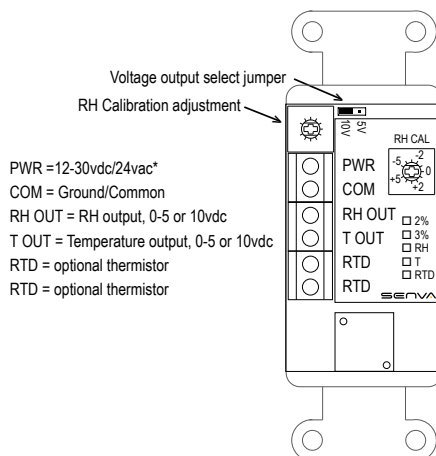 Voltage output select jumper
RH Calibration adjustment
10V
5V
RH CAL
-5
-2
0
+5
+2
PWR =12-30vdc/24vac*
COM = Ground/Common
RH OUT = RH output, 0-5 or 10vdc
T OUT = Temperature output, 0-5 or 10vdc
RTD = optional thermistor
RTD = optional thermistor
PWR
COM
RH OUT
T OUT
RTD
RTD
2%
3%
RH
T
RTD
SENVA